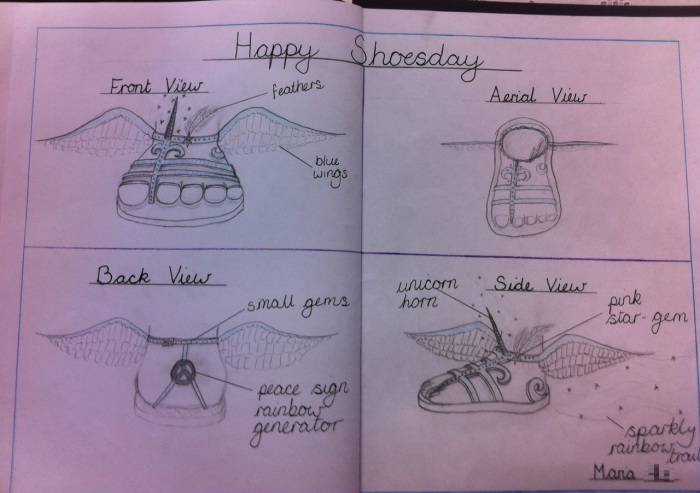 Happy Shoesday
Front View
feathers
blue
wings
Aerial View
Back View
small gems
peace sign
rainbow
generator
Side View
unicorn
horn
pink
star-gem
sparkly
rainbow trail
Maria